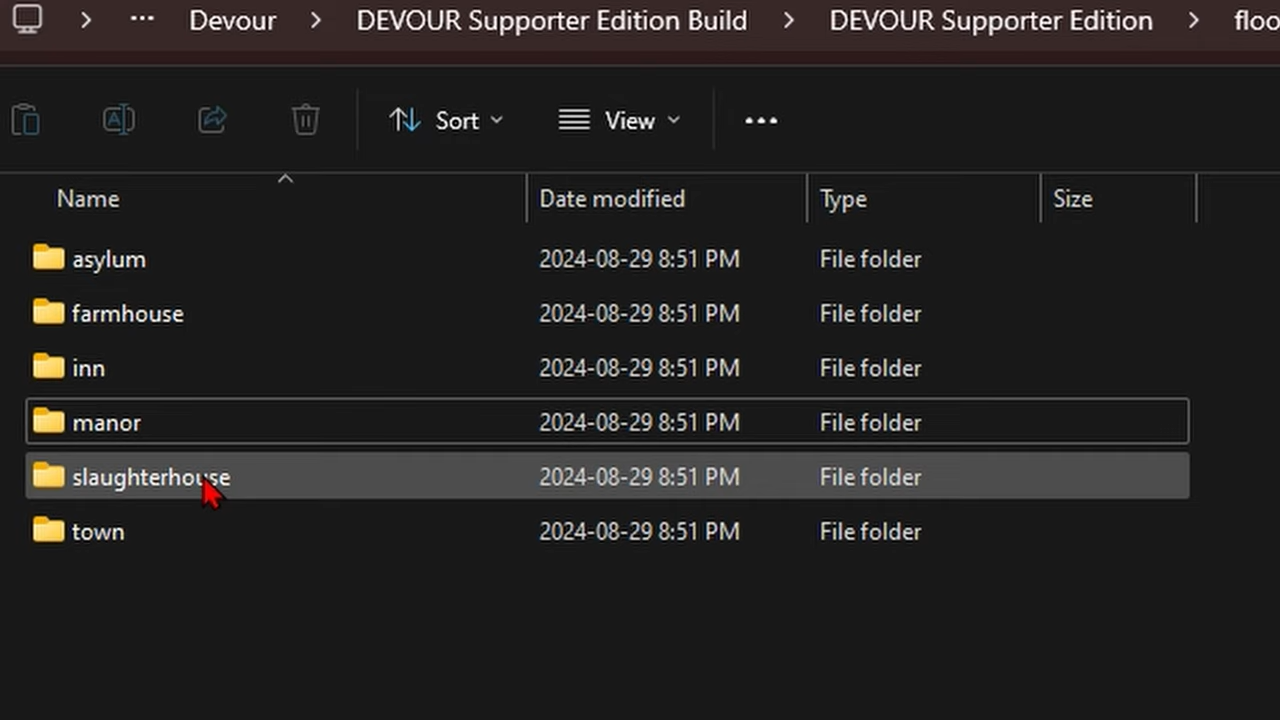 Devour > DEVOUR Supporter Edition Build > DEVOUR Supporter Edition >
Sort View
Name Date modified Type Size
asylum 2024-08-29 8:51 PM File folder
farmhouse 2024-08-29 8:51 PM File folder
inn 2024-08-29 8:51 PM File folder
manor 2024-08-29 8:51 PM File folder
slaughterhouse 2024-08-29 8:51 PM File folder
town 2024-08-29 8:51 PM File folder